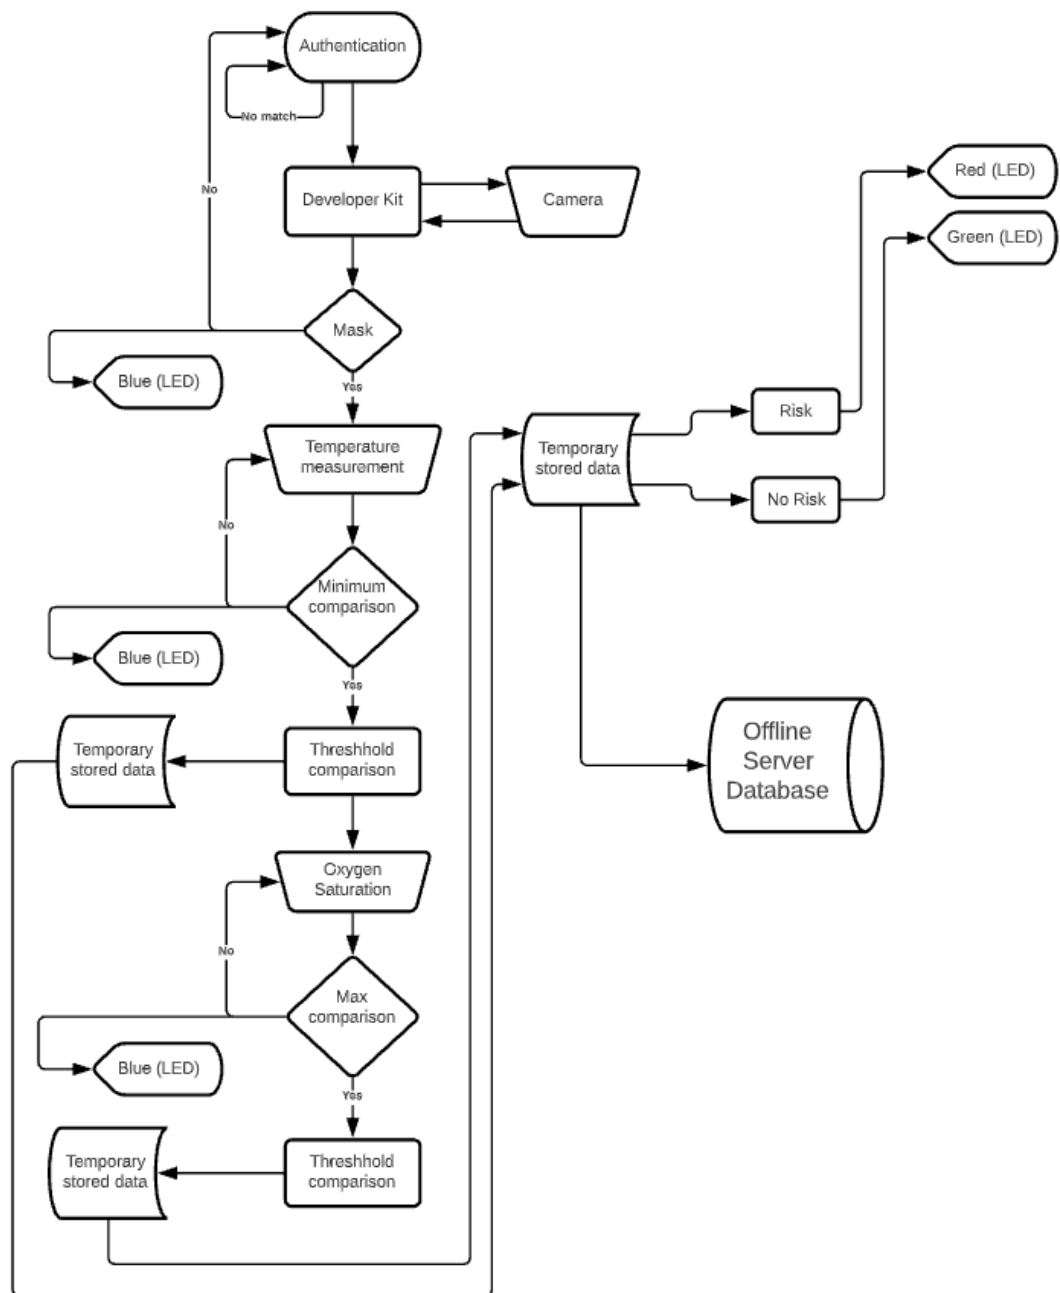 Authentication
No match
No
Developer Kit
Camera
Red (LED)
Green (LED)
Mask
Blue (LED)
Yes
Temperature
measurement
Temporary
stored data
Risk
No Risk
No
Minimum
comparison
Blue (LED)
Yes
Temporary
stored data
Threshhold
comparison
Offline
Server
Database
Oxygen
Saturation
No
Max
comparison
Blue (LED)
Yes
Temporary
stored data
Threshhold
comparison